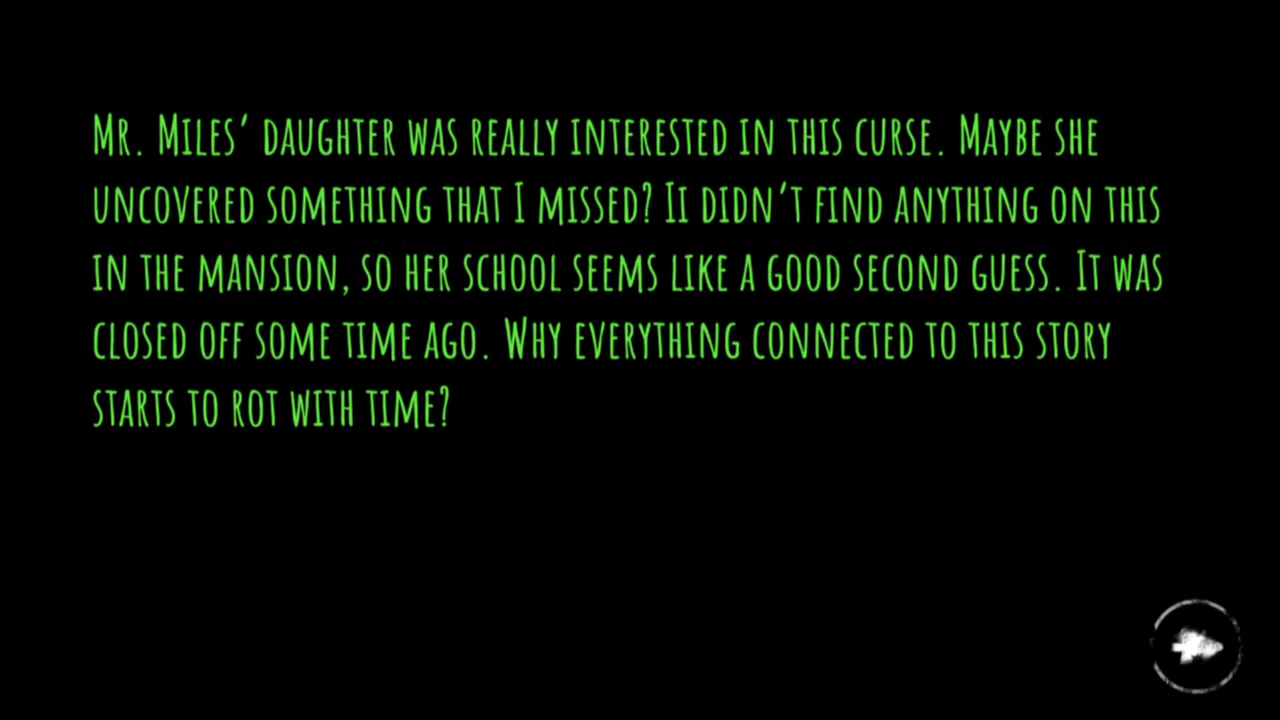 Mr. Miles' daughter was really interested in this curse. Maybe she
uncovered something that I missed? Ii didn't find anything on this
in the mansion, so her school seems like a good second guess. It was
closed off some time ago. Why everything connected to this story
starts to rot with time?